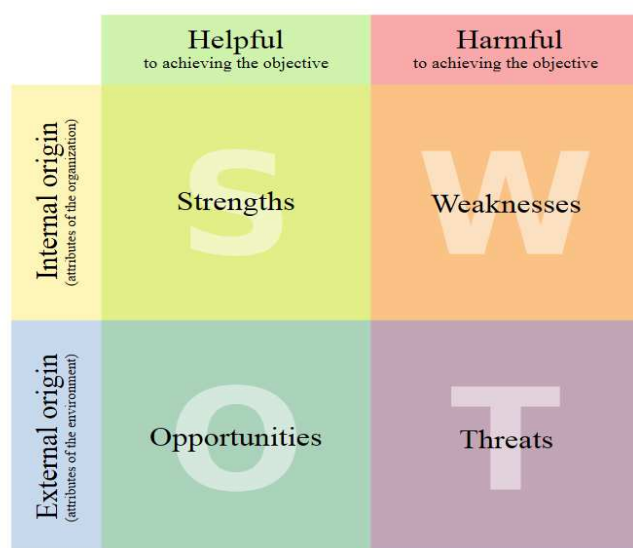 Helpful
to achieving the objective
Harmful
to achieving the objective
Internal origin
(attributes of the organization)
S
Strengths
W
Weaknesses
External origin
(attributes of the environment)
O
Opportunities
T
Threats